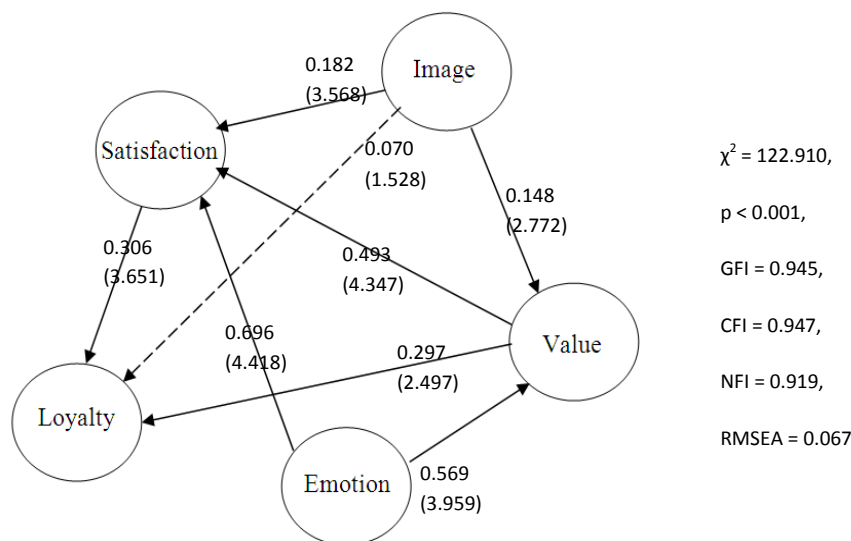 Image
0.182
(3.568)
Satisfaction
0.070
(1.528)
0.148
(2.772)
0.306
(3.651)
0.493
(4.347)
Value
0.696
(4.418)
0.297
(2.497)
Loyalty
Emotion
0.569
(3.959)
χ² = 122.910,
p < 0.001,
GFI = 0.945,
CFI = 0.947,
NFI = 0.919,
RMSEA = 0.067